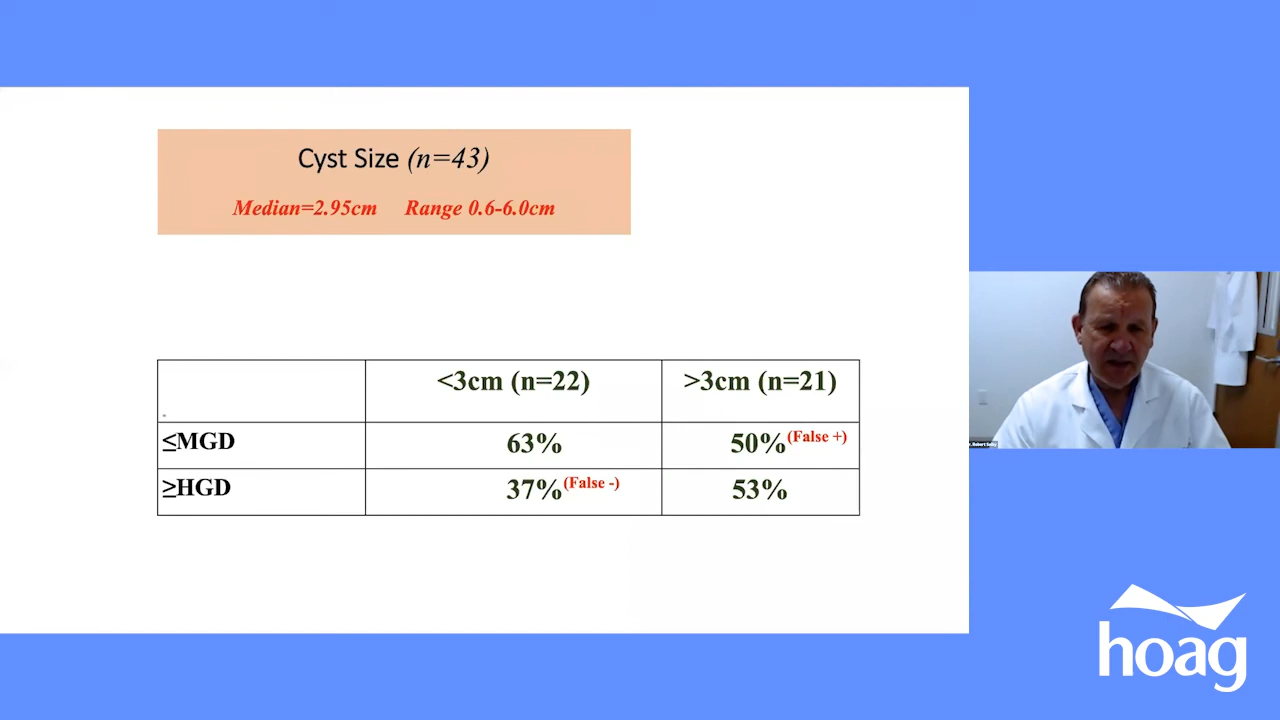 Cyst Size (n=43)
Median=2.95cm Range 0.6-6.0cm
<3cm (n=22) >3cm (n=21)
≤MGD 63% 50%(False +)
≥HGD 37%(False -) 53%
hoag